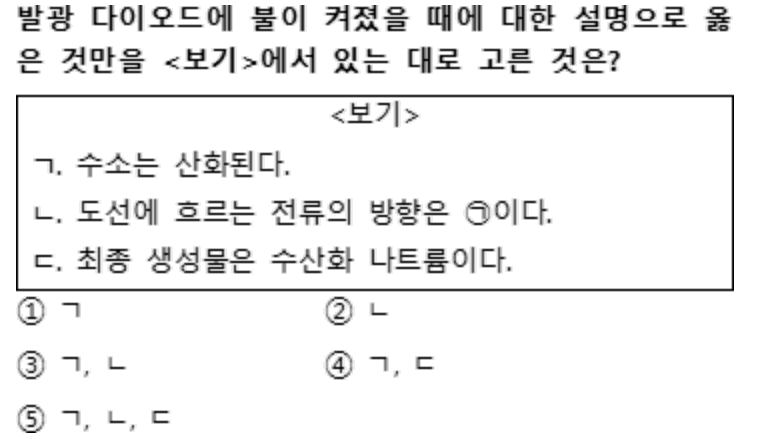 발광 다이오드에 불이 켜졌을 때에 대한 설명으로 옳
은 것만을 <보기>에서 있는 대로 고른 것은?
<보기>
ㄱ. 수소는 산화된다.
ㄴ. 도선에 흐르는 전류의 방향은 ㉠이다.
ㄷ. 최종 생성물은 수산화 나트륨이다.
① ㄱ ② ㄴ
③ ㄱ, ㄴ ④ ㄱ, ㄷ
⑤ ㄱ, ㄴ, ㄷ